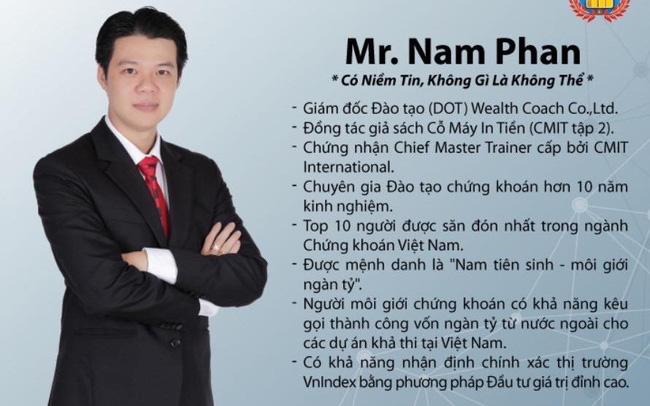 Mr. Nam Phan
* Có Niềm Tin, Không Gì Là Không Thể *
- Giám đốc Đào tạo (DOT) Wealth Coach Co.,Ltd.
- Đồng tác giả sách Cỗ Máy In Tiền (CMIT tập 2).
- Chứng nhận Chief Master Trainer cấp bởi CMIT
International.
- Chuyên gia Đào tạo chứng khoán hơn 10 năm
kinh nghiệm.
- Top 10 người được săn đón nhất trong ngành
Chứng khoán Việt Nam.
- Được mệnh danh là "Nam tiên sinh - môi giới
ngàn tỷ".
- Người môi giới chứng khoán có khả năng kêu
gọi thành công vốn ngàn tỷ từ nước ngoài cho
các dự án khả thi tại Việt Nam.
- Có khả năng nhận định chính xác thị trường
VnIndex bằng phương pháp Đầu tư giá trị đỉnh cao.